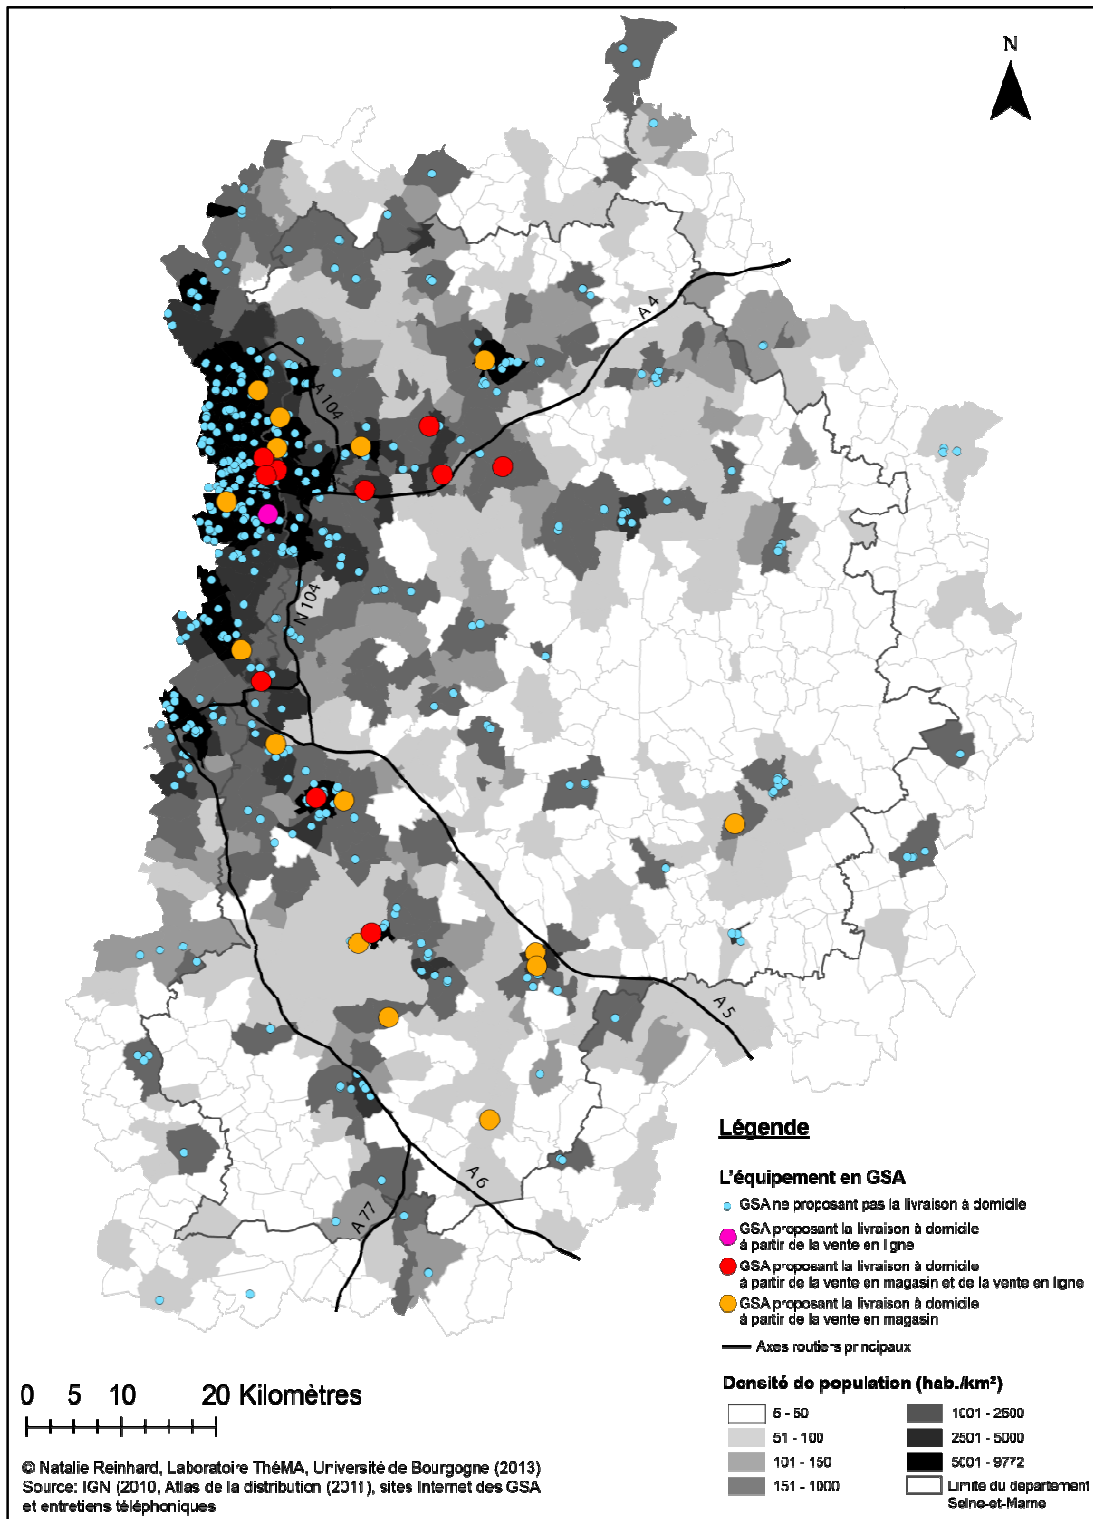 N
A 4
A 104
N 104
A 5
A 6
A 77
Légende
L'équipement en GSA
GSA ne proposant pas la livraison à domicile
GSA proposant la livraison à domicile
à partir de la vente en ligne
GSA proposant la livraison à domicile
à partir de la vente en magasin et de la vente en ligne
GSA proposant la livraison à domicile
à partir de la vente en magasin
Axes routiers principaux
Densité de population (hab./km²)
51 - 100
101 - 150
151 - 1000
2501 - 5000
5001 - 9772
Limite du département
Seine-et-Marne
0 5 10 20 Kilomètres
© Natalie Reinhard, Laboratoire ThéMA, Université de Bourgogne (2013)
Source: IGN (2010, Atlas de la distribution (2011), sites Internet des GSA
et entretiens téléphoniques